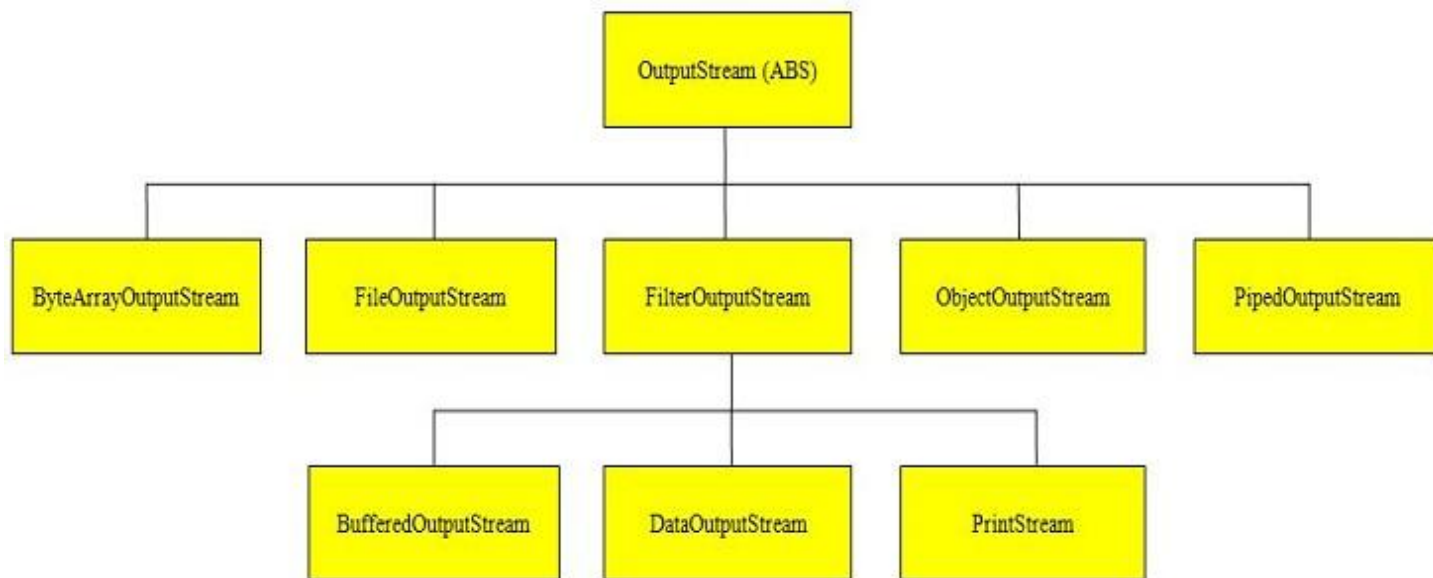 OutputStream (ABS)
ByteArrayOutputStream
FileOutputStream
FilterOutputStream
ObjectOutputStream
PipedOutputStream
BufferedOutputStream
DataOutputStream
PrintStream